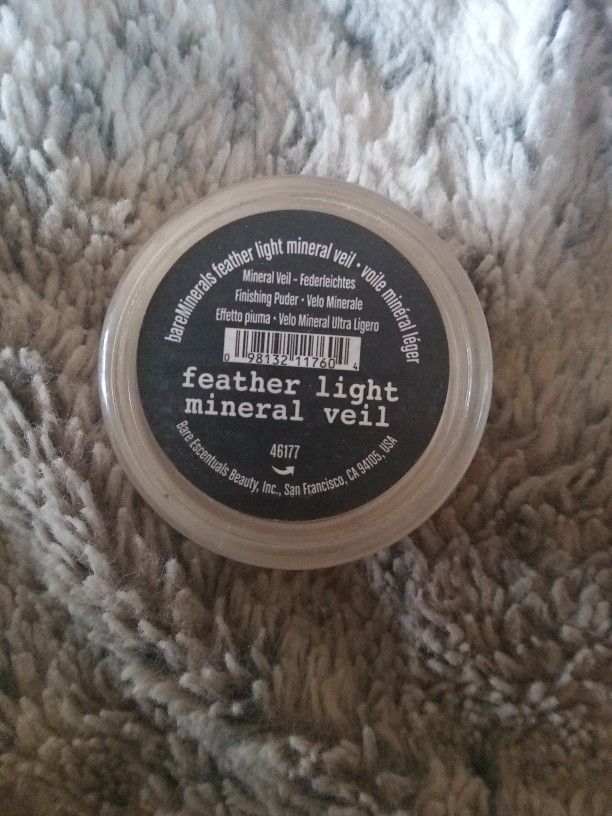 bareMinerals feather light mineral veil • voile minéral léger
Mineral Veil - Federleichtes
Finishing Puder • Velo Minerale
Effetto piuma • Velo Mineral Ultra Ligero
0 98132 11760 4
feather light
mineral veil
46177
Bare Escentuals Beauty, Inc., San Francisco, CA 94105, USA